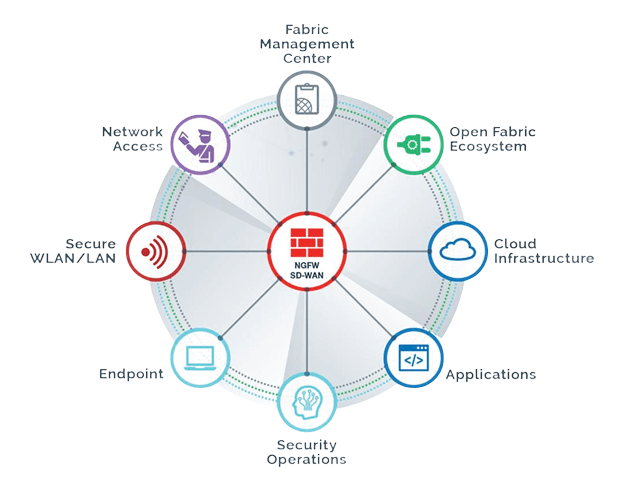 Fabric
Management
Center
Network
Access
Open Fabric
Ecosystem
Secure
WLAN/LAN
NGFW
SD-WAN
Cloud
Infrastructure
Endpoint
</>
Applications
Security
Operations